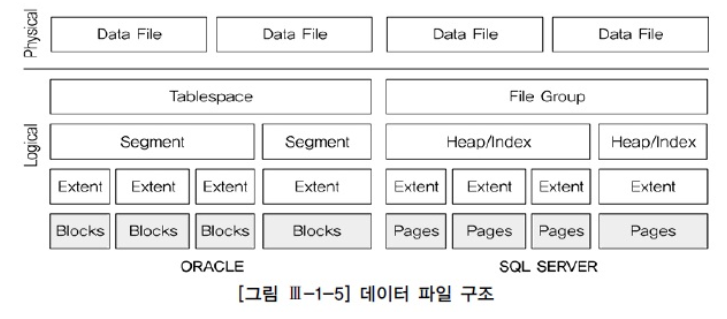 Physical
Data File Data File Data File Data File
Logical
Tablespace File Group
Segment Segment Heap/Index Heap/Index
Extent Extent Extent Extent Extent Extent Extent Extent
Blocks Blocks Blocks Blocks Pages Pages Pages Pages
ORACLE SQL SERVER
[그림 Ⅲ-1-5] 데이터 파일 구조